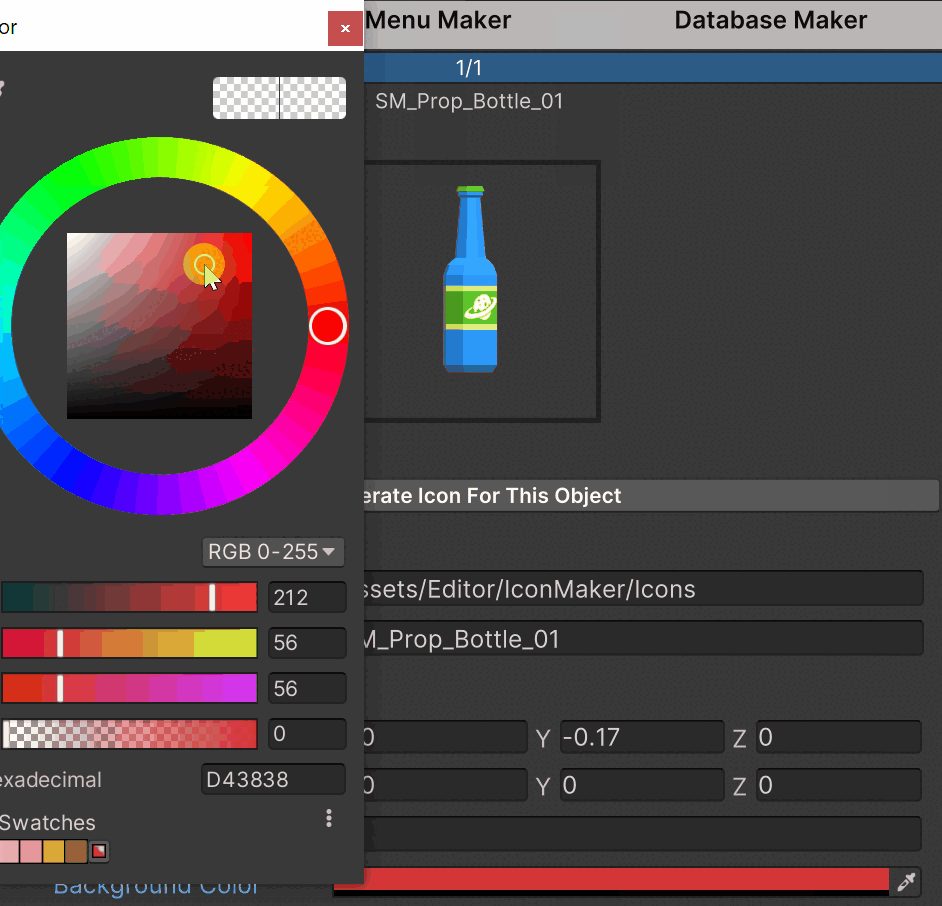 or
Menu Maker
Database Maker
1/1
SM_Prop_Bottle_01
erate Icon For This Object
RGB 0-255
212
ssets/Editor/IconMaker/Icons
56
M_Prop_Bottle_01
56
0
0 Y -0.17 Z 0
exadecimal D43838
0 Y 0 Z 0
Swatches
Background Color